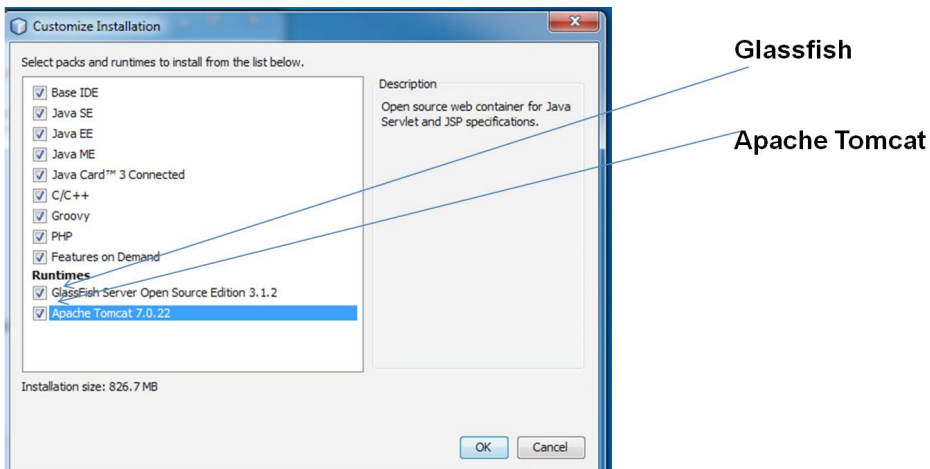 Customize Installation
Select packs and runtimes to install from the list below.
Base IDE
Java SE
Java EE
Java ME
Java Card™ 3 Connected
C/C++
Groovy
PHP
Features on Demand
Runtimes
GlassFish Server Open Source Edition 3.1.2
Apache Tomcat 7.0.22
Description
Open source web container for Java
Servlet and JSP specifications.
Installation size: 826.7 MB
OK
Cancel
Glassfish
Apache Tomcat